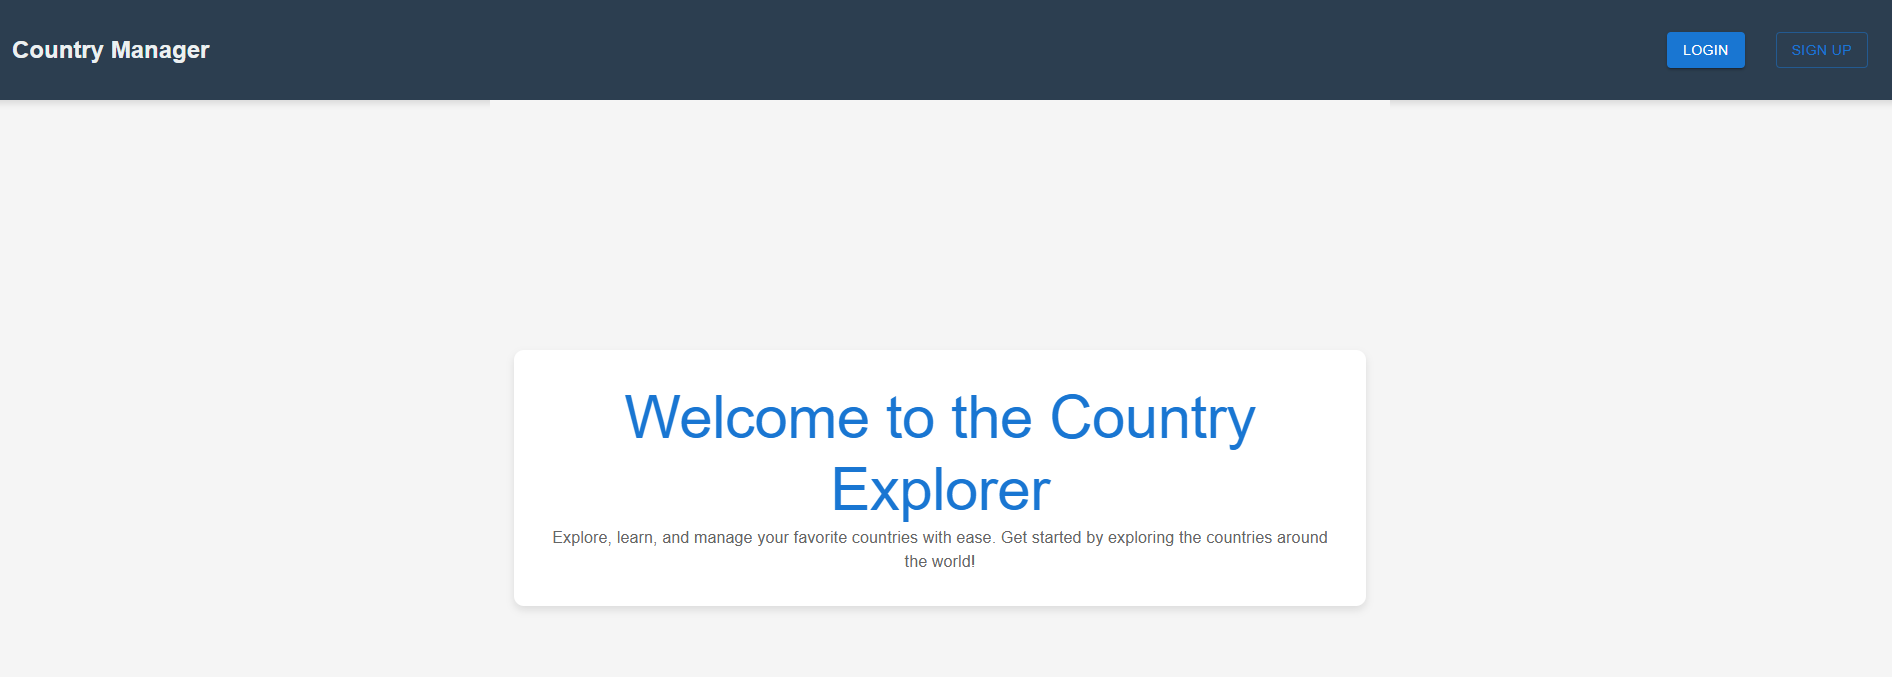 Country Manager
LOGIN
SIGN UP
Welcome to the Country
Explorer
Explore, learn, and manage your favorite countries with ease. Get started by exploring the countries around
the world!